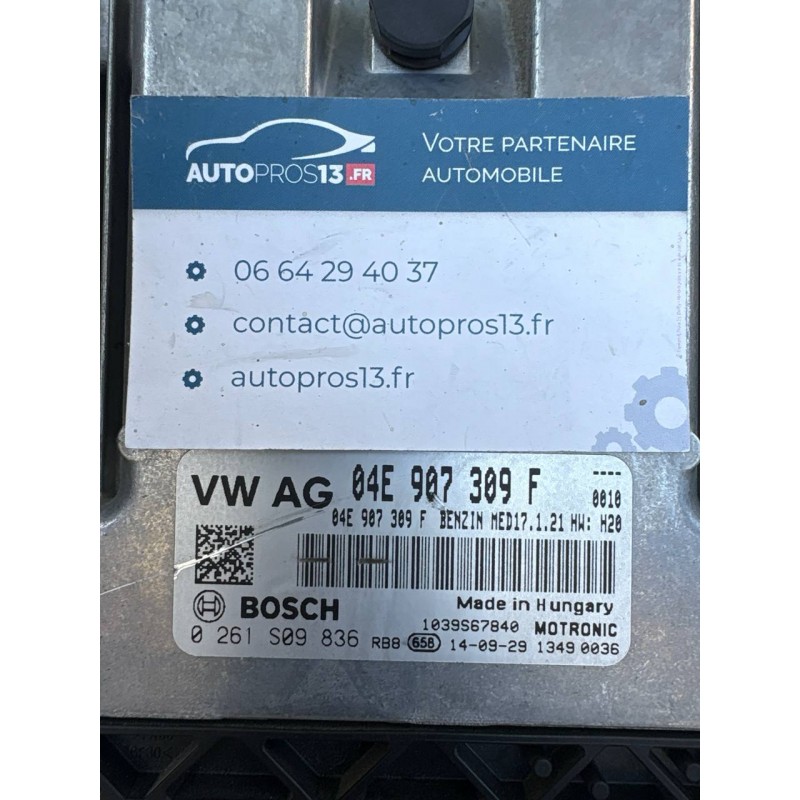 AUTOPROS13.FR
VOTRE PARTENAIRE
AUTOMOBILE
06 64 29 40 37
contact@autopros13.fr
autopros13.fr
VW AG 04E 907 309 F ----
0010
04E 907 309 F BENZIN MED17.1.21 HW: H20
BOSCH Made in Hungary
1039S67840 MOTRONIC
0 261 S09 836 RB8 658 14-09-29 1349 0036